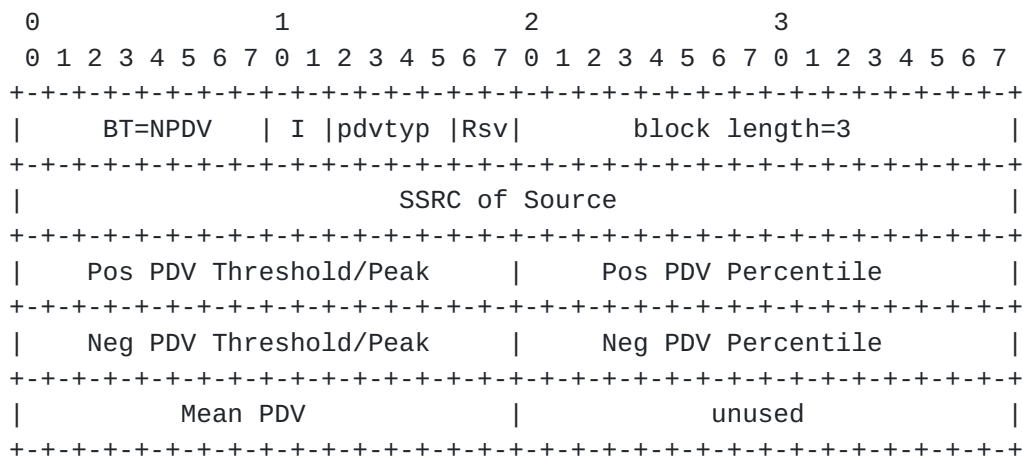 0               1               2               3
 0 1 2 3 4 5 6 7 0 1 2 3 4 5 6 7 0 1 2 3 4 5 6 7 0 1 2 3 4 5 6 7
+-+-+-+-+-+-+-+-+-+-+-+-+-+-+-+-+-+-+-+-+-+-+-+-+-+-+-+-+-+-+-+-+
|     BT=NPDV   | I |pdvtyp |Rsv|       block length=3          |
+-+-+-+-+-+-+-+-+-+-+-+-+-+-+-+-+-+-+-+-+-+-+-+-+-+-+-+-+-+-+-+-+
|                        SSRC of Source                         |
+-+-+-+-+-+-+-+-+-+-+-+-+-+-+-+-+-+-+-+-+-+-+-+-+-+-+-+-+-+-+-+-+
|    Pos PDV Threshold/Peak     |     Pos PDV Percentile        |
+-+-+-+-+-+-+-+-+-+-+-+-+-+-+-+-+-+-+-+-+-+-+-+-+-+-+-+-+-+-+-+-+
|    Neg PDV Threshold/Peak     |     Neg PDV Percentile        |
+-+-+-+-+-+-+-+-+-+-+-+-+-+-+-+-+-+-+-+-+-+-+-+-+-+-+-+-+-+-+-+-+
|          Mean PDV             |            unused             |
+-+-+-+-+-+-+-+-+-+-+-+-+-+-+-+-+-+-+-+-+-+-+-+-+-+-+-+-+-+-+-+-+